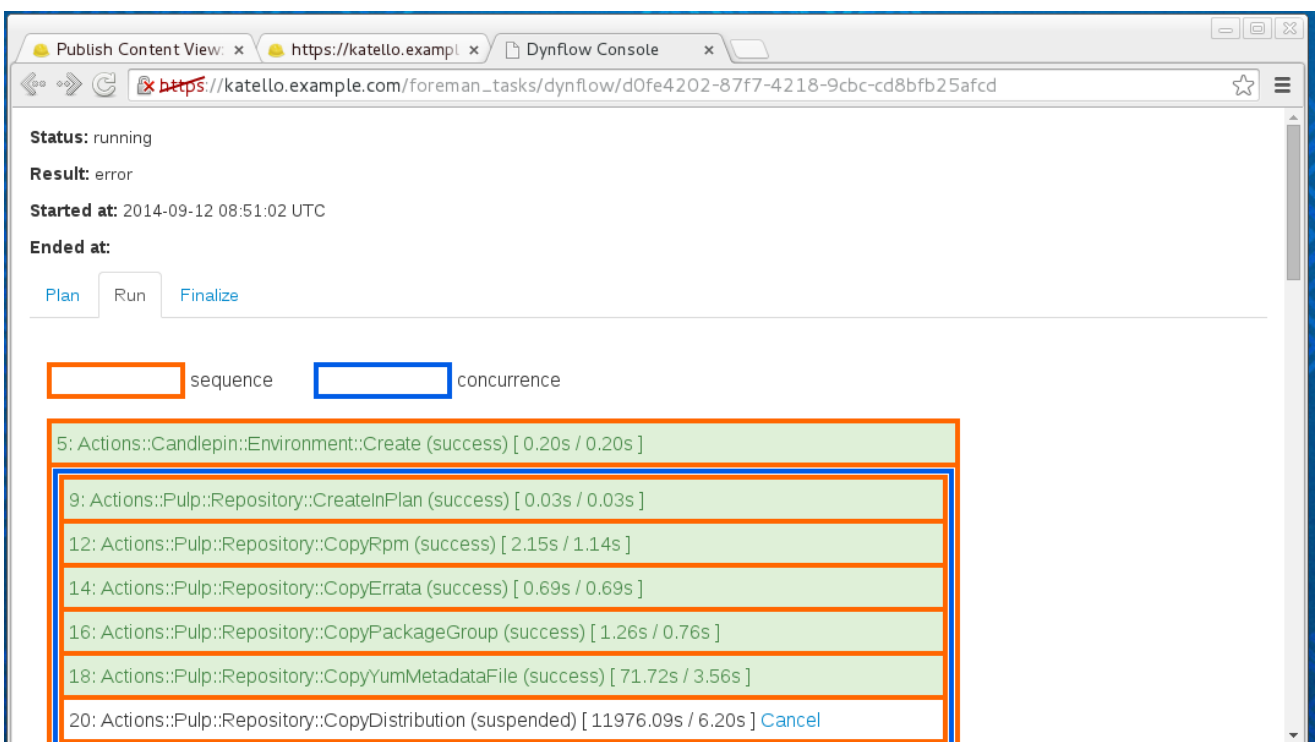 Publish Content View: x
https://katello.exampl x
Dynflow Console x
https://katello.example.com/foreman_tasks/dynflow/d0fe4202-87f7-4218-9cbc-cd8bfb25afcd
Status: running
Result: error
Started at: 2014-09-12 08:51:02 UTC
Ended at:
Plan Run Finalize
sequence concurrence
5: Actions::Candlepin::Environment::Create (success) [ 0.20s / 0.20s ]
9: Actions::Pulp::Repository::CreateInPlan (success) [ 0.03s / 0.03s ]
12: Actions::Pulp::Repository::CopyRpm (success) [ 2.15s / 1.14s ]
14: Actions::Pulp::Repository::CopyErrata (success) [ 0.69s / 0.69s ]
16: Actions::Pulp::Repository::CopyPackageGroup (success) [ 1.26s / 0.76s ]
18: Actions::Pulp::Repository::CopyYumMetadataFile (success) [ 71.72s / 3.56s ]
20: Actions::Pulp::Repository::CopyDistribution (suspended) [ 11976.09s / 6.20s ] Cancel